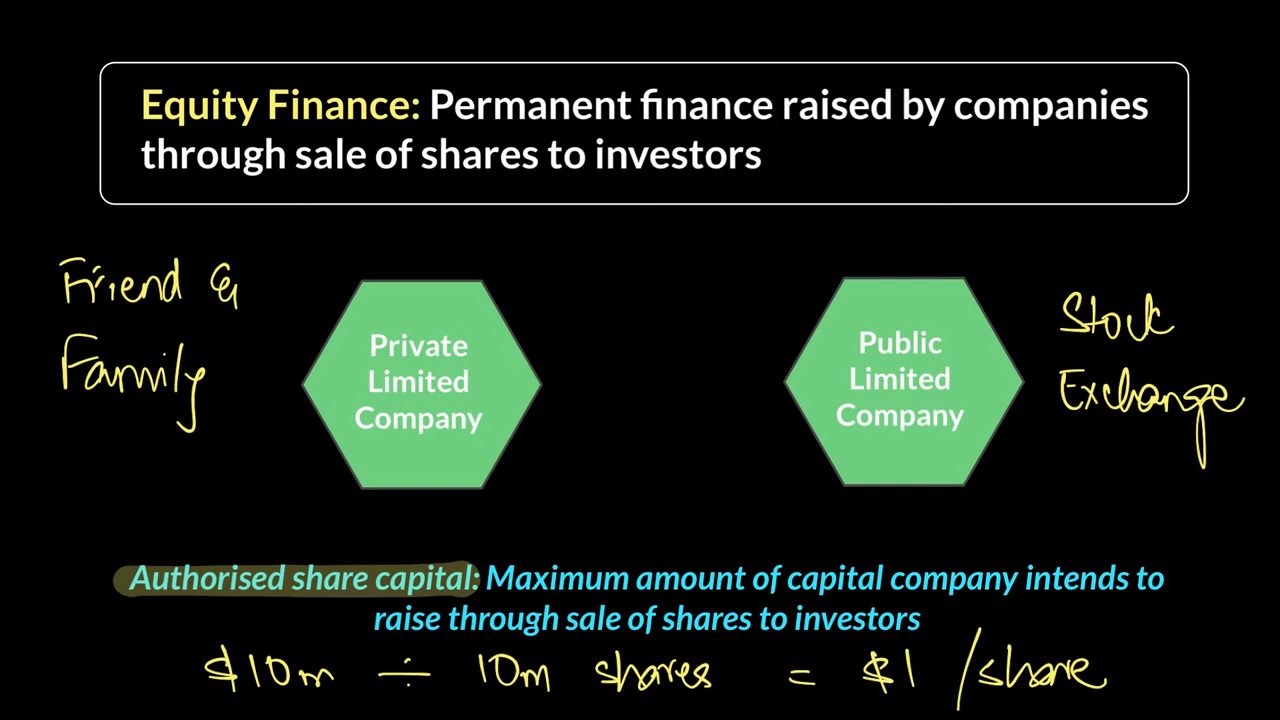 Equity Finance: Permanent finance raised by companies
through sale of shares to investors
Friend &
Family
Private
Limited
Company
Public
Limited
Company
Stock
Exchange
Authorised share capital: Maximum amount of capital company intends to
raise through sale of shares to investors
$10m ÷ 10m shares = $1 /share